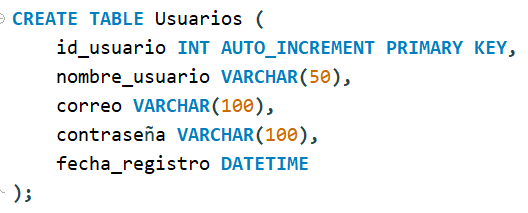 CREATE TABLE Usuarios (
id_usuario INT AUTO_INCREMENT PRIMARY KEY,
nombre_usuario VARCHAR(50),
correo VARCHAR(100),
contraseña VARCHAR(100),
fecha_registro DATETIME
);